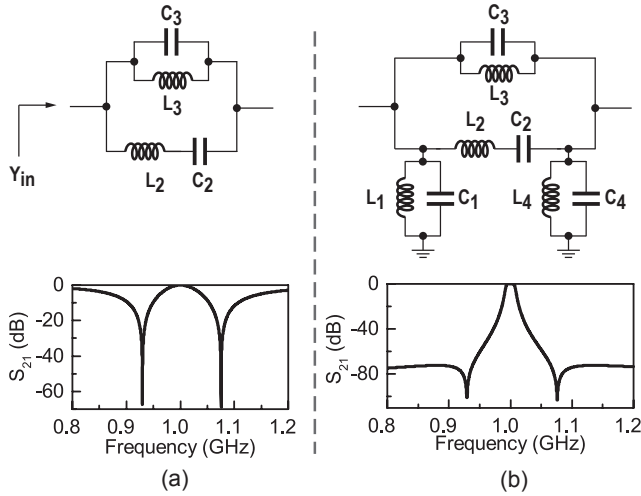 C3
L3
L2
C2
Yin
C3
L3
L2
C2
L1
C1
L4
C4
0
-20
-40
-60
S21 (dB)
0.8 0.9 1.0 1.1 1.2
Frequency (GHz)
(a)
0
-40
-80
S21 (dB)
0.8 0.9 1.0 1.1 1.2
Frequency (GHz)
(b)